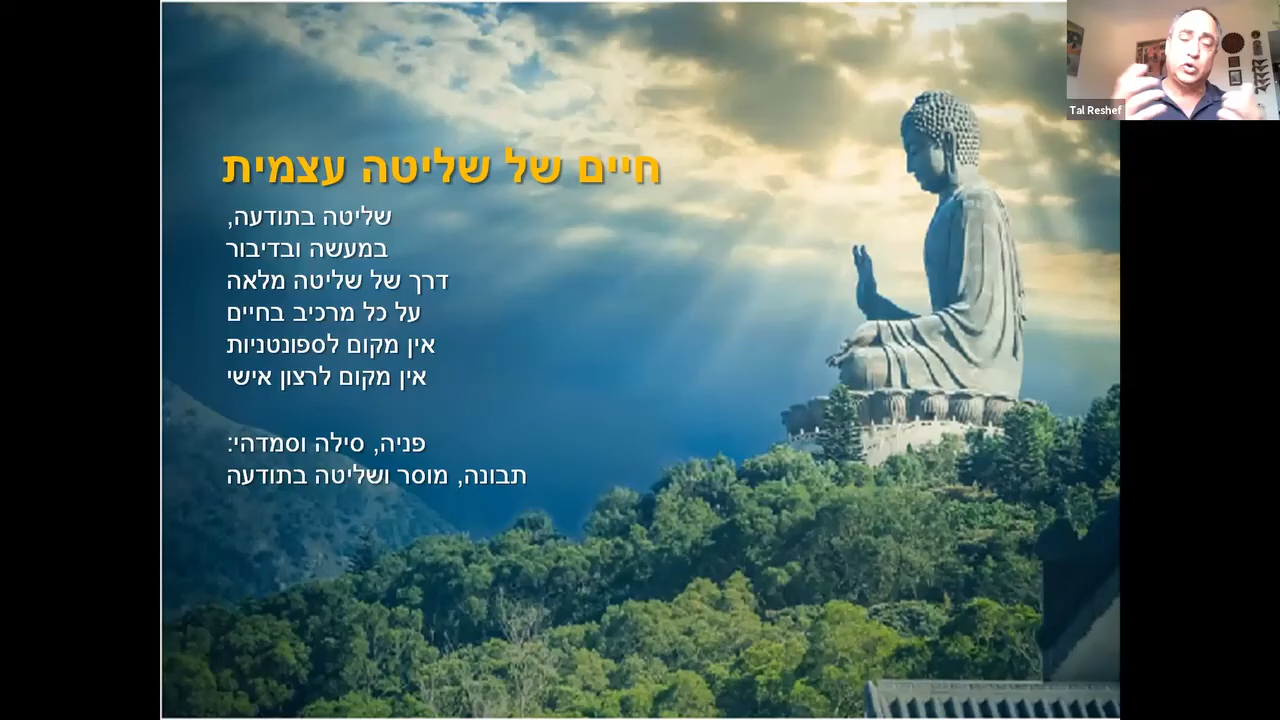 חיים של שליטה עצמית
שליטה בתודעה,
במעשה ובדיבור
דרך של שליטה מלאה
על כל מרכיב בחיים
אין מקום לספונטניות
אין מקום לרצון אישי
פניה, סילה וסמדהי:
תבונה, מוסר ושליטה בתודעה
Tal Reshef